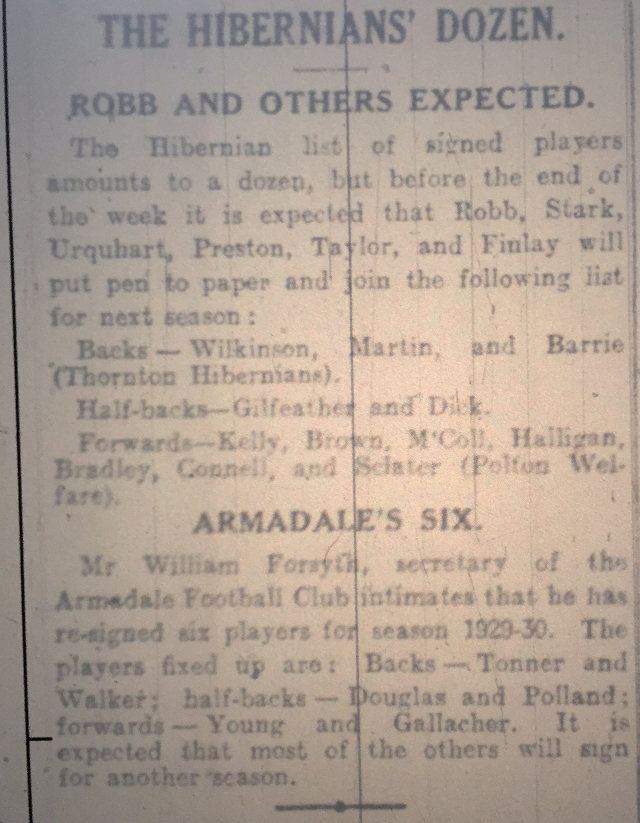 THE HIBERNIANS' DOZEN.
ROBB AND OTHERS EXPECTED.
The Hibernian list of signed players
amounts to a dozen, but before the end of
the week it is expected that Robb, Stark,
Urquhart, Preston, Taylor, and Finlay will
put pen to paper and join the following list
for next season:
Backs — Wilkinson, Martin, and Barrie
(Thornton Hibernians).
Half-backs—Gilfeather and Dick.
Forwards—Kelly, Brown, M'Coll, Halligan,
Bradley, Connell, and Sclater (Polton Wel-
fare).
ARMADALE'S SIX.
Mr William Forsyth, secretary of the
Armadale Football Club intimates that he has
re-signed six players for season 1929-30. The
players fixed up are: Backs — Tonner and
Walker; half-backs — Douglas and Polland;
forwards — Young and Gallacher. It is
expected that most of the others will sign
for another season.